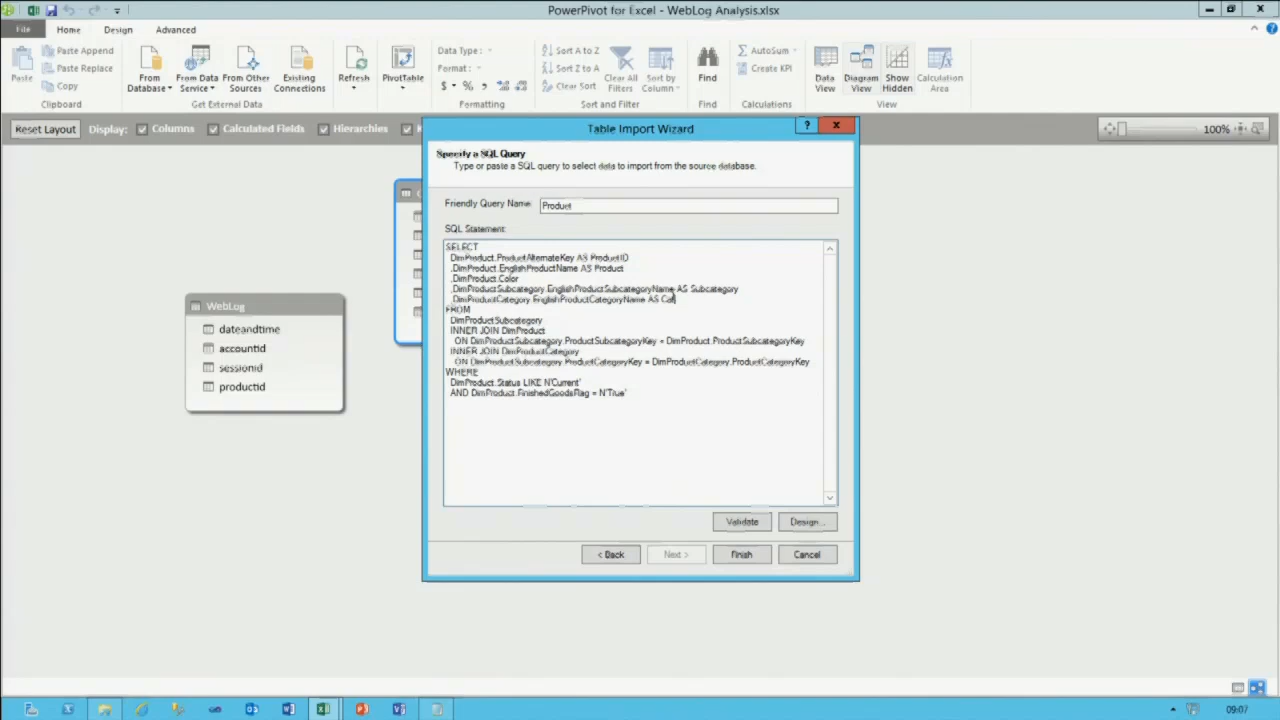 PowerPivot for Excel - WebLog Analysis.xlsx
File Home Design Advanced
Paste
Paste Append
Paste Replace
Copy
Clipboard
From Database
From Data Service
From Other Sources
Existing Connections
Get External Data
Refresh
PivotTable
Data Type :
Format :
$ % ,
Formatting
Sort A to Z
Sort Z to A
Clear Sort
Clear All Filters
Sort by Column
Sort and Filter
Find
Find
AutoSum
Create KPI
Calculations
Data View
Diagram View
Show Hidden
Calculation Area
View
Reset Layout Display: Columns Calculated Fields Hierarchies
100%
Table Import Wizard
?
Specify a SQL Query
Type or paste a SQL query to select data to import from the source database.
Friendly Query Name: Product
SQL Statement:
SELECT
DimProduct.ProductAlternateKey AS ProductID
,DimProduct.EnglishProductName AS Product
,DimProduct.Color
,DimProductSubcategory.EnglishProductSubcategoryName AS Subcategory
,DimProductCategory.EnglishProductCategoryName AS Cat
FROM
DimProductSubcategory
INNER JOIN DimProduct
ON DimProductSubcategory.ProductSubcategoryKey = DimProduct.ProductSubcategoryKey
INNER JOIN DimProductCategory
ON DimProductSubcategory.ProductCategoryKey = DimProductCategory.ProductCategoryKey
WHERE
DimProduct.Status LIKE N'Current'
AND DimProduct.FinishedGoodsFlag = N'True'
Validate Design...
< Back Next > Finish Cancel
WebLog
dateandtime
accountid
sessionid
productid
09:07